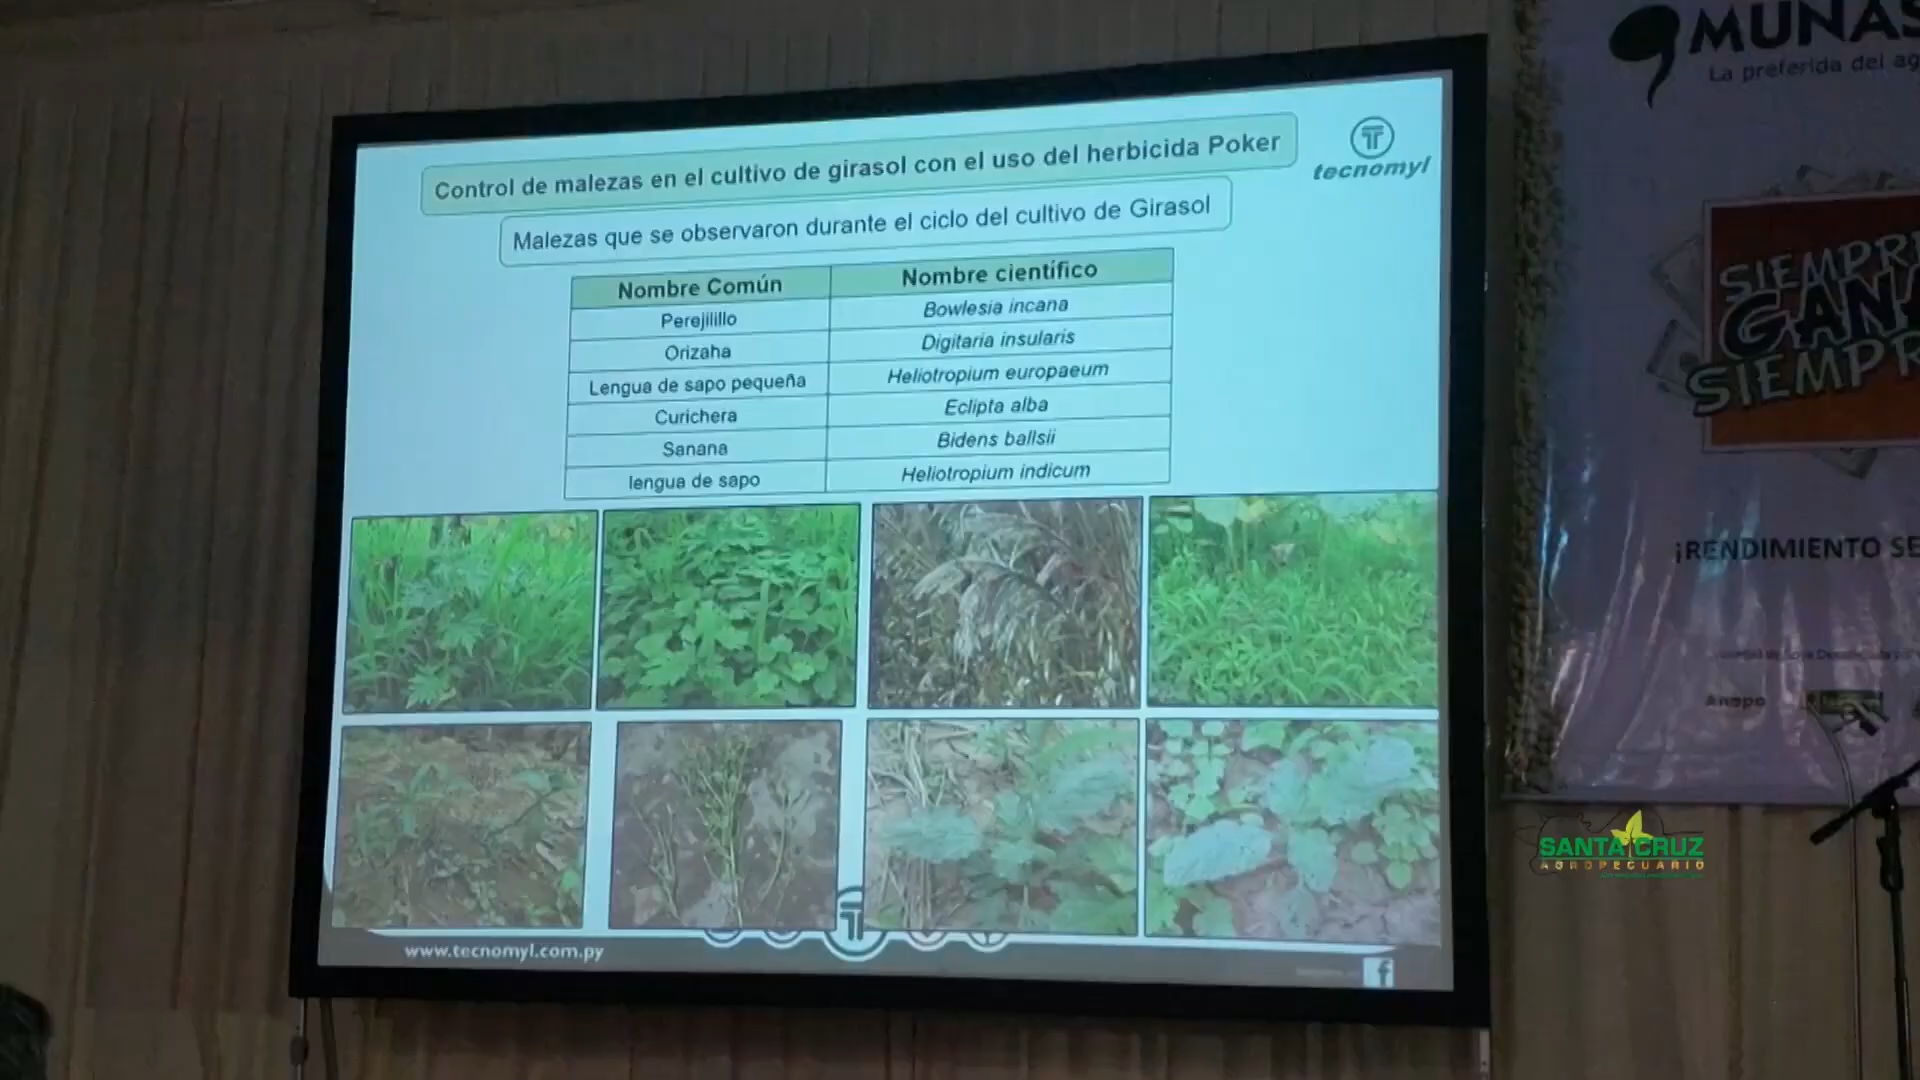 Control de malezas en el cultivo de girasol con el uso del herbicida Poker
tecnomyl
Malezas que se observaron durante el ciclo del cultivo de Girasol
Nombre Común Nombre científico
Perejilillo Bowlesia incana
Orizaha Digitaria insularis
Lengua de sapo pequeña Heliotropium europaeum
Curichera Eclipta alba
Sanana Bidens ballsii
lengua de sapo Heliotropium indicum
www.tecnomyl.com.py
f
MUNAS
La preferida del ag
SIEMPRE
GANA
SIEMPR
¡RENDIMIENTO SE
Anapo
SANTA CRUZ
AGROPECUARIO